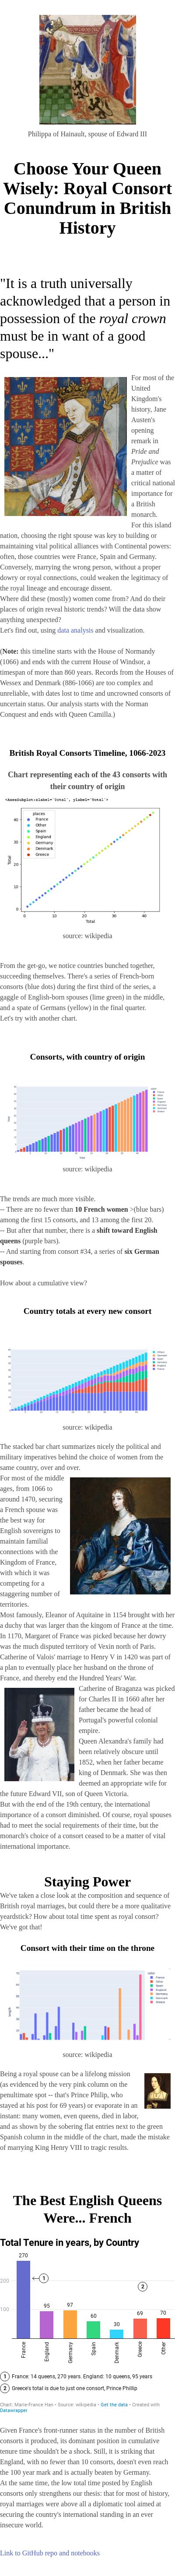 Philippa of Hainault, spouse of Edward III
Choose Your Queen
Wisely: Royal Consort
Conundrum in British
History
"It is a truth universally
acknowledged that a person in
possession of the royal crown
must be in want of a good
spouse..."
For most of the
United
Kingdom's
history, Jane
Austen's
opening
remark in
Pride and
Prejudice was
a matter of
critical national
importance for
a British
monarch.
For this island
nation, choosing the right spouse was key to building or
maintaining vital political alliances with Continental powers:
often, those countries were France, Spain and Germany.
Conversely, marrying the wrong person, without a proper
dowry or royal connections, could weaken the legitimacy of
the royal lineage and encourage dissent.
Where did these (mostly) women come from? And do their
places of origin reveal historic trends? Will the data show
anything unexpected?
Let's find out, using data analysis and visualization.
(Note: this timeline starts with the House of Normandy
(1066) and ends with the current House of Windsor, a
timespan of more than 860 years. Records from the Houses of
Wessex and Denmark (886-1066) are too complex and
unreliable, with dates lost to time and uncrowned consorts of
uncertain status. Our analysis starts with the Norman
Conquest and ends with Queen Camilla.)
British Royal Consorts Timeline, 1066-2023
Chart representing each of the 43 consorts with
their country of origin
<AxesSubplot:xlabel='Total', ylabel='Total'>
places
France
Other
Spain
England
Germany
Denmark
Greece
40
30
20
10
0
Total
0 10 20 30 40
Total
source: wikipedia
From the get-go, we notice countries bunched together,
succeeding themselves. There's a series of French-born
consorts (blue dots) during the first third of the series, a
gaggle of English-born spouses (lime green) in the middle,
and a spate of Germans (yellow) in the final quarter.
Let's try with another chart.
Consorts, with country of origin
source: wikipedia
The trends are much more visible.
-- There are no fewer than 10 French women >(blue bars)
among the first 15 consorts, and 13 among the first 20.
-- But after that number, there is a shift toward English
queens (purple bars).
-- And starting from consort #34, a series of six German
spouses.
How about a cumulative view?
Country totals at every new consort
source: wikipedia
The stacked bar chart summarizes nicely the political and
military imperatives behind the choice of women from the
same country, over and over.
For most of the middle
ages, from 1066 to
around 1470, securing
a French spouse was
the best way for
English sovereigns to
maintain familial
connections with the
Kingdom of France,
with which it was
competing for a
staggering number of
territories.
Most famously, Eleanor of Aquitaine in 1154 brought with her
a duchy that was larger than the kingdom of France at the time.
In 1170, Margaret of France was picked because her dowry
was the much disputed territory of Vexin north of Paris.
Catherine of Valois' marriage to Henry V in 1420 was part of
a plan to eventually place her husband on the throne of
France, and thereby end the Hundred Years' War.
Catherine of Braganza was picked
for Charles II in 1660 after her
father became the head of
Portugal's powerful colonial
empire.
Queen Alexandra's family had
been relatively obscure until
1852, when her father became
king of Denmark. She was then
deemed an appropriate wife for
the future Edward VII, son of Queen Victoria.
But with the end of the 19th century, the international
importance of a consort diminished. Of course, royal spouses
had to meet the social requirements of their time, but the
monarch's choice of a consort ceased to be a matter of vital
international importance.
Staying Power
We've taken a close look at the composition and sequence of
British royal marriages, but could there be a more qualitative
yeardstick? How about total time spent as royal consort?
We've got that!
Consort with their time on the throne
source: wikipedia
Being a royal spouse can be a lifelong mission
(as evidenced by the very pink column on the
penultimate spot -- that's Prince Philip, who
stayed at his post for 69 years) or evaporate in an
instant: many women, even queens, died in labor,
and as shown by the sobering flat entries next to the green
Spanish column in the middle of the chart, made the mistake
of marrying King Henry VIII to tragic results.
The Best English Queens
Were... French
Total Tenure in years, by Country
270
1
95
97
60
30
2
69
70
200
100
France
England
Germany
Spain
Denmark
Greece
Other
1 France: 14 queens, 270 years. England: 10 queens, 95 years
2 Greece's total is due to just one consort, Prince Philip
Chart: Marie-France Han • Source: wikipedia • Get the data • Created with
Datawrapper
Given France's front-runner status in the number of British
consorts it produced, its dominant position in cumulative
tenure time shouldn't be a shock. Still, it is striking that
England, with no fewer than 10 consorts, doesn't even reach
the 100 year mark and is actually beaten by Germany.
At the same time, the low total time posted by English
consorts only strengthens our thesis: that for most of history,
royal weddings were above all a diplomatic tool aimed at
securing the country's international standing in an ever
insecure world.
Link to GitHub repo and notebooks